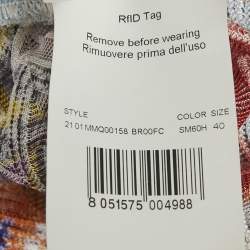 RfID Tag
Remove before wearing
Rimuovere prima dell'uso
STYLE COLOR SIZE
2101MMQ00158 BR00FC SM60H 40
8 051575 004988